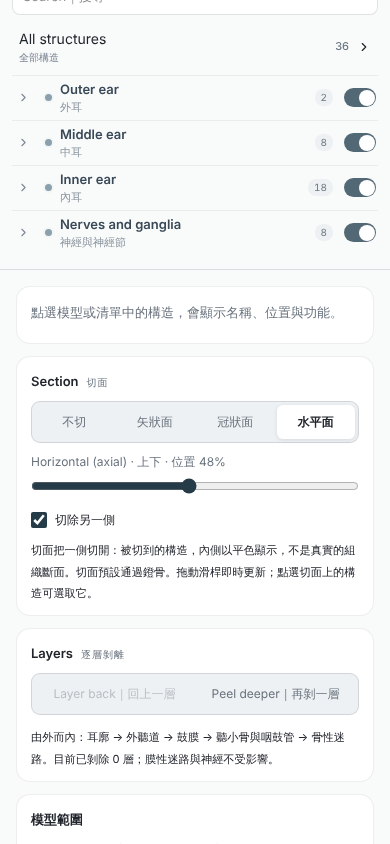 All structures
全部構造
36
Outer ear
外耳
2
Middle ear
中耳
8
Inner ear
內耳
18
Nerves and ganglia
神經與神經節
8
點選模型或清單中的構造，會顯示名稱、位置與功能。
Section 切面
不切 矢狀面 冠狀面 水平面
Horizontal (axial) · 上下 · 位置 48%
切除另一側
切面把一側切開：被切到的構造，內側以平色顯示，不是真實的組
織斷面。切面預設通過鐙骨。拖動滑桿即時更新；點選切面上的構
造可選取它。
Layers 逐層剝離
Layer back｜回上一層 Peel deeper｜再剝一層
由外而內：耳廓 → 外聽道 → 鼓膜 → 聽小骨與咽鼓管 → 骨性迷
路。目前已剝除 0 層；膜性迷路與神經不受影響。
模型範圍